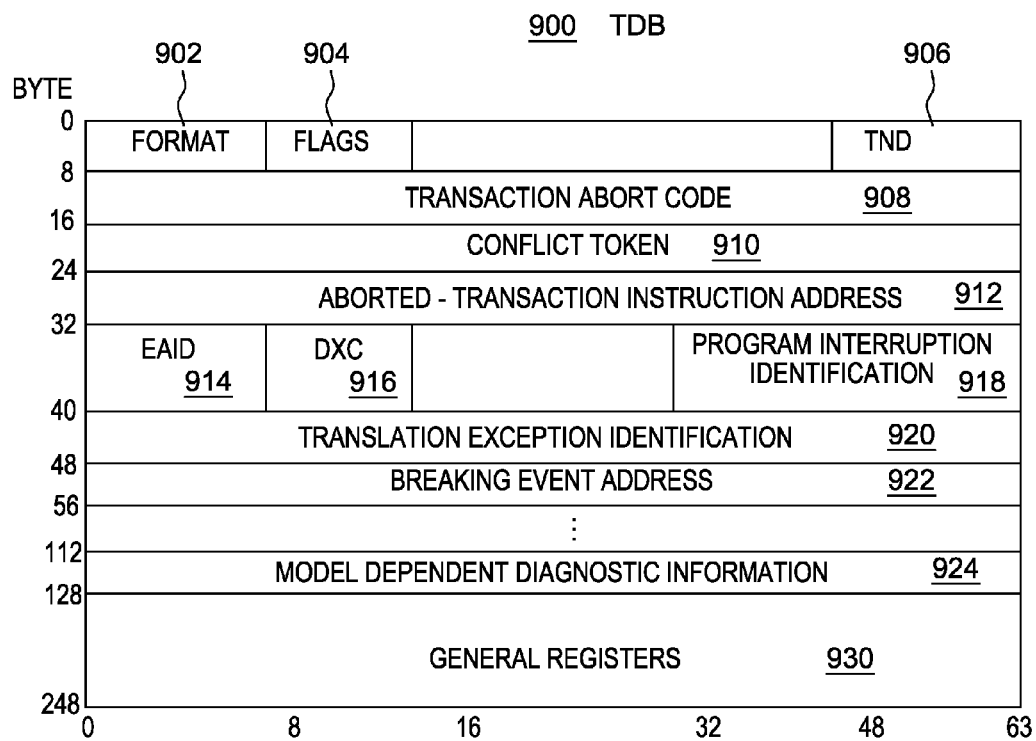 900 TDB
902 904 906
BYTE
0
FORMAT FLAGS TND
8
TRANSACTION ABORT CODE 908
16
CONFLICT TOKEN 910
24
ABORTED - TRANSACTION INSTRUCTION ADDRESS 912
32
EAID 914
DXC 916
PROGRAM INTERRUPTION
IDENTIFICATION 918
40
TRANSLATION EXCEPTION IDENTIFICATION 920
48
BREAKING EVENT ADDRESS 922
56
⋮
112
MODEL DEPENDENT DIAGNOSTIC INFORMATION 924
128
GENERAL REGISTERS 930
248
0 8 16 32 48 63